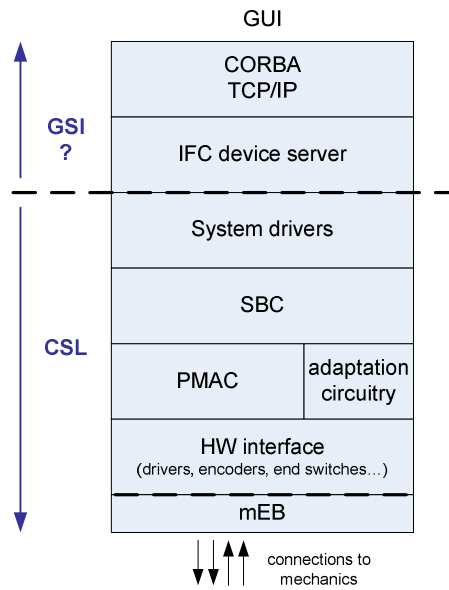 GUI
CORBA
TCP/IP
GSI
?
IFC device server
System drivers
SBC
CSL
PMAC
adaptation
circuitry
HW interface
(drivers, encoders, end switches…)
mEB
connections to
mechanics